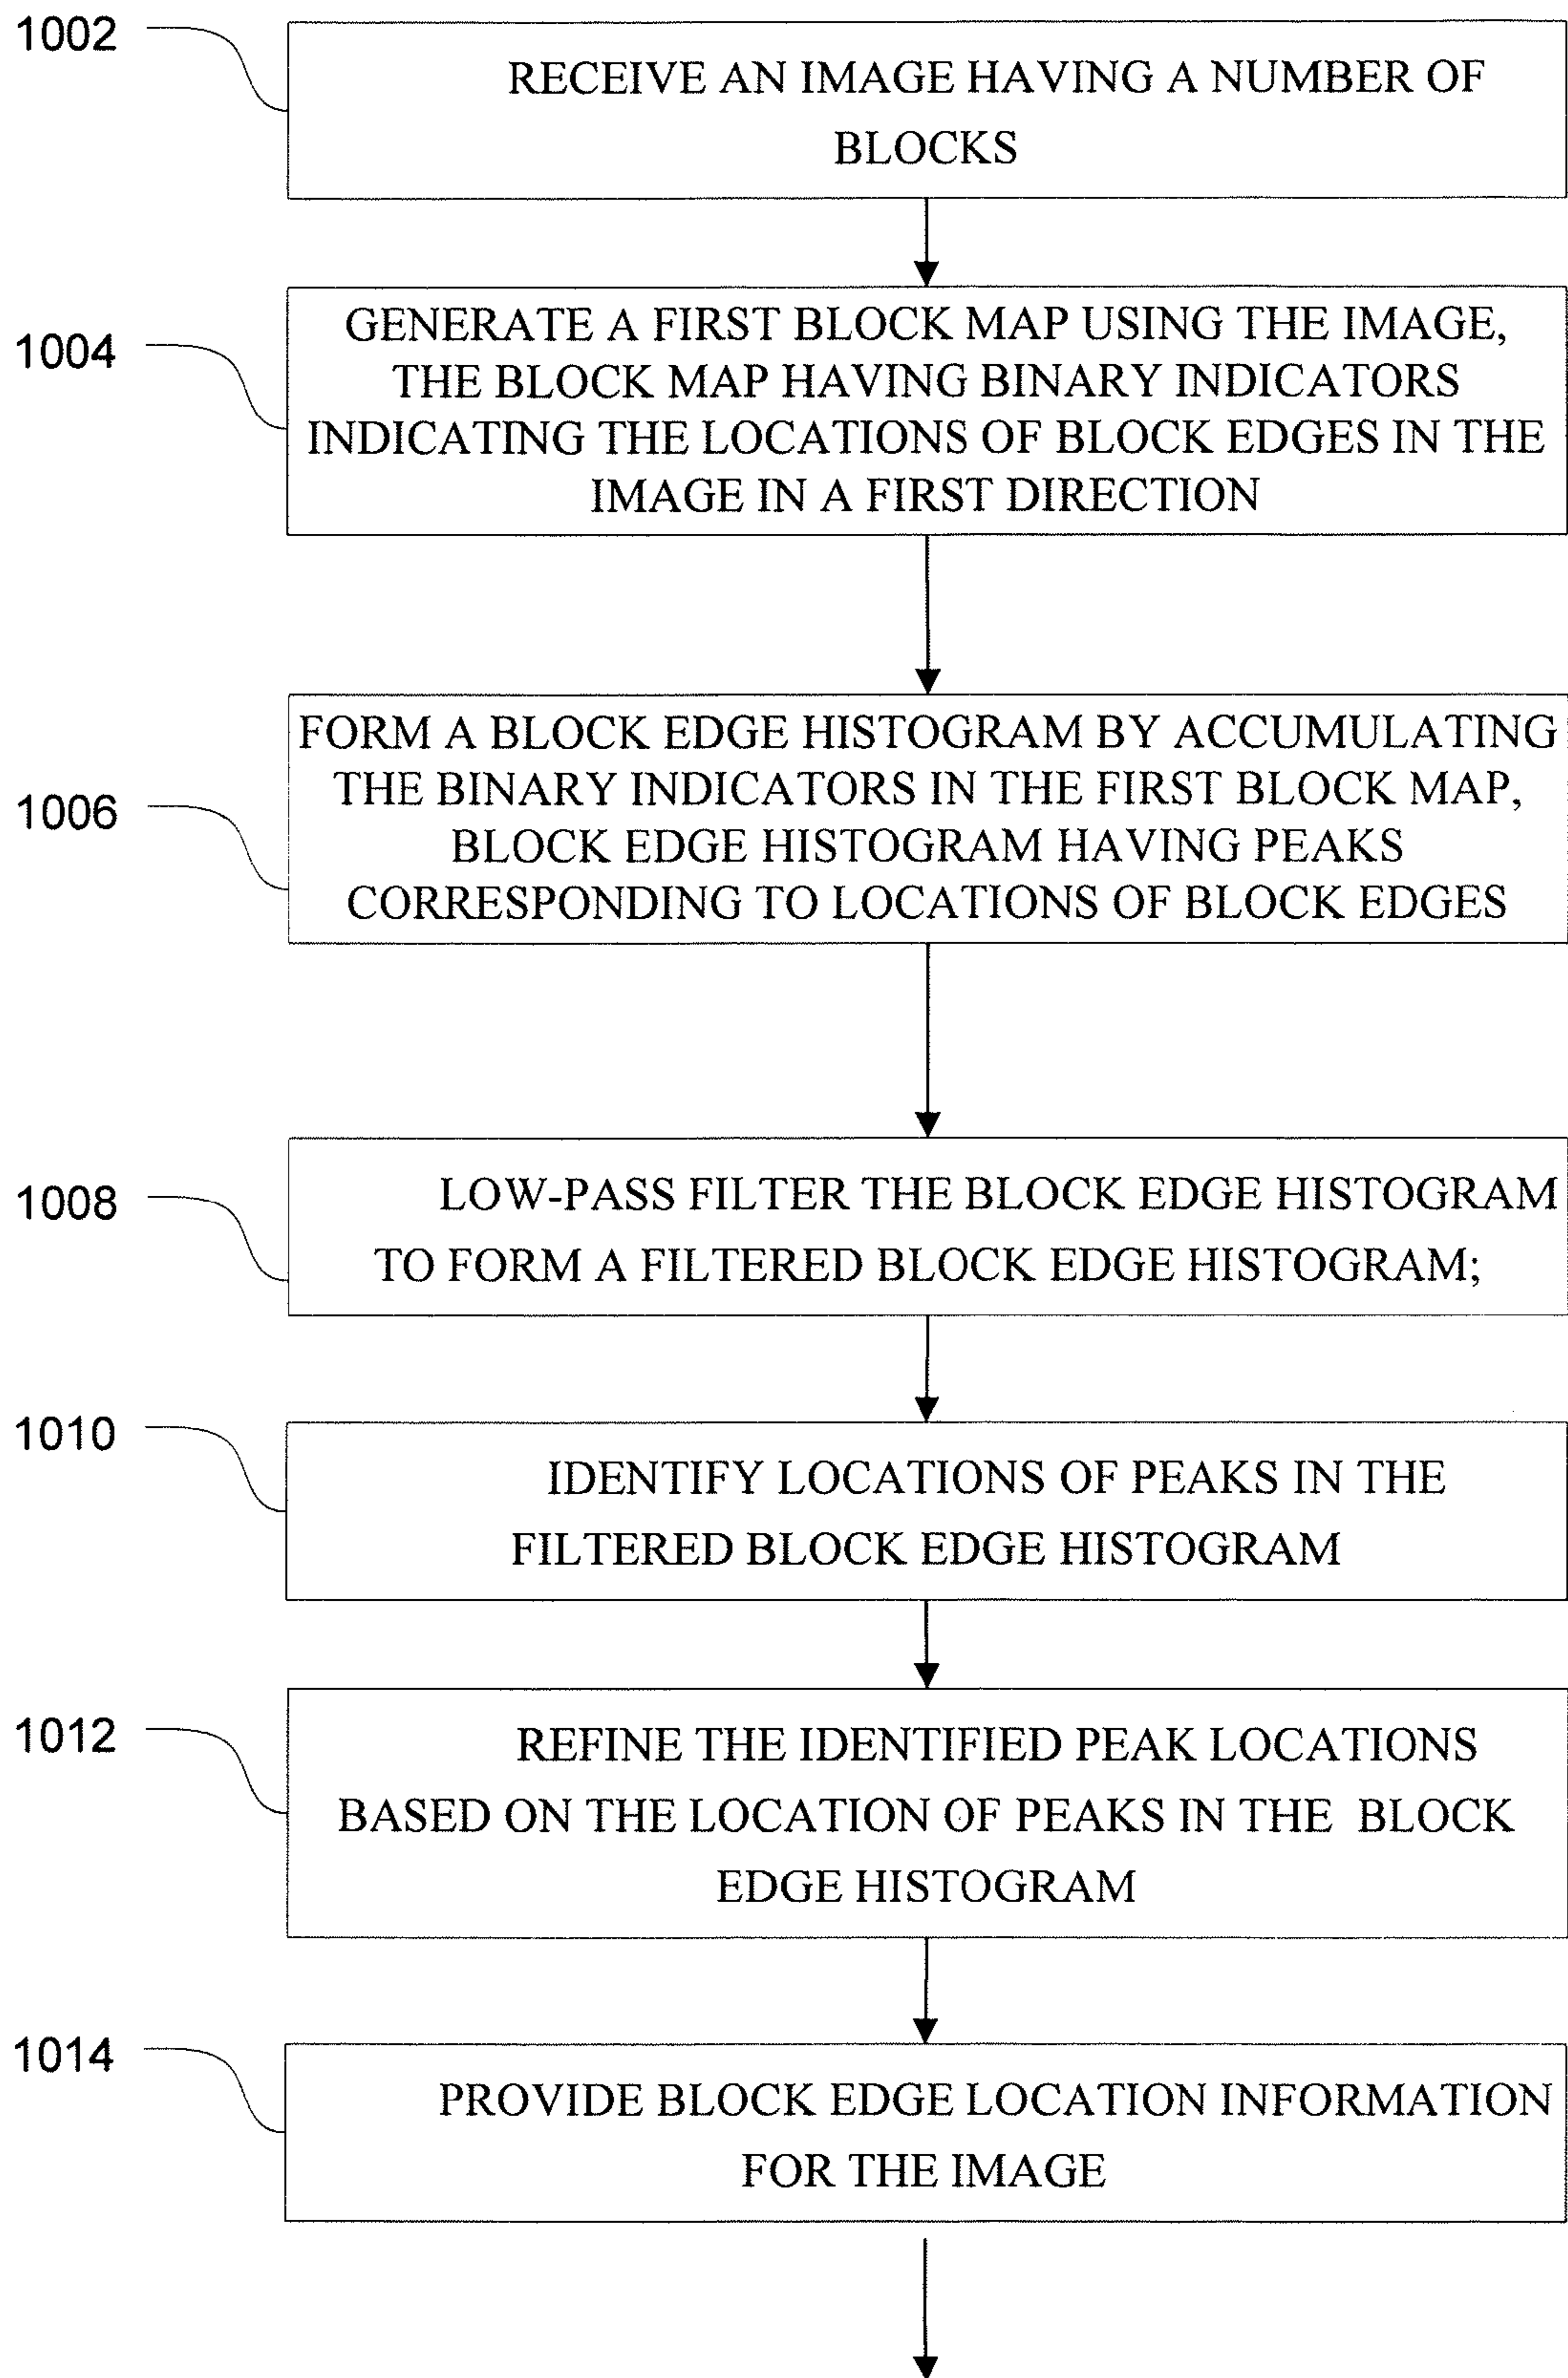 1002
RECEIVE AN IMAGE HAVING A NUMBER OF
BLOCKS
1004
GENERATE A FIRST BLOCK MAP USING THE IMAGE,
THE BLOCK MAP HAVING BINARY INDICATORS
INDICATING THE LOCATIONS OF BLOCK EDGES IN THE
IMAGE IN A FIRST DIRECTION
1006
FORM A BLOCK EDGE HISTOGRAM BY ACCUMULATING
THE BINARY INDICATORS IN THE FIRST BLOCK MAP,
BLOCK EDGE HISTOGRAM HAVING PEAKS
CORRESPONDING TO LOCATIONS OF BLOCK EDGES
1008
LOW-PASS FILTER THE BLOCK EDGE HISTOGRAM
TO FORM A FILTERED BLOCK EDGE HISTOGRAM;
1010
IDENTIFY LOCATIONS OF PEAKS IN THE
FILTERED BLOCK EDGE HISTOGRAM
1012
REFINE THE IDENTIFIED PEAK LOCATIONS
BASED ON THE LOCATION OF PEAKS IN THE BLOCK
EDGE HISTOGRAM
1014
PROVIDE BLOCK EDGE LOCATION INFORMATION
FOR THE IMAGE